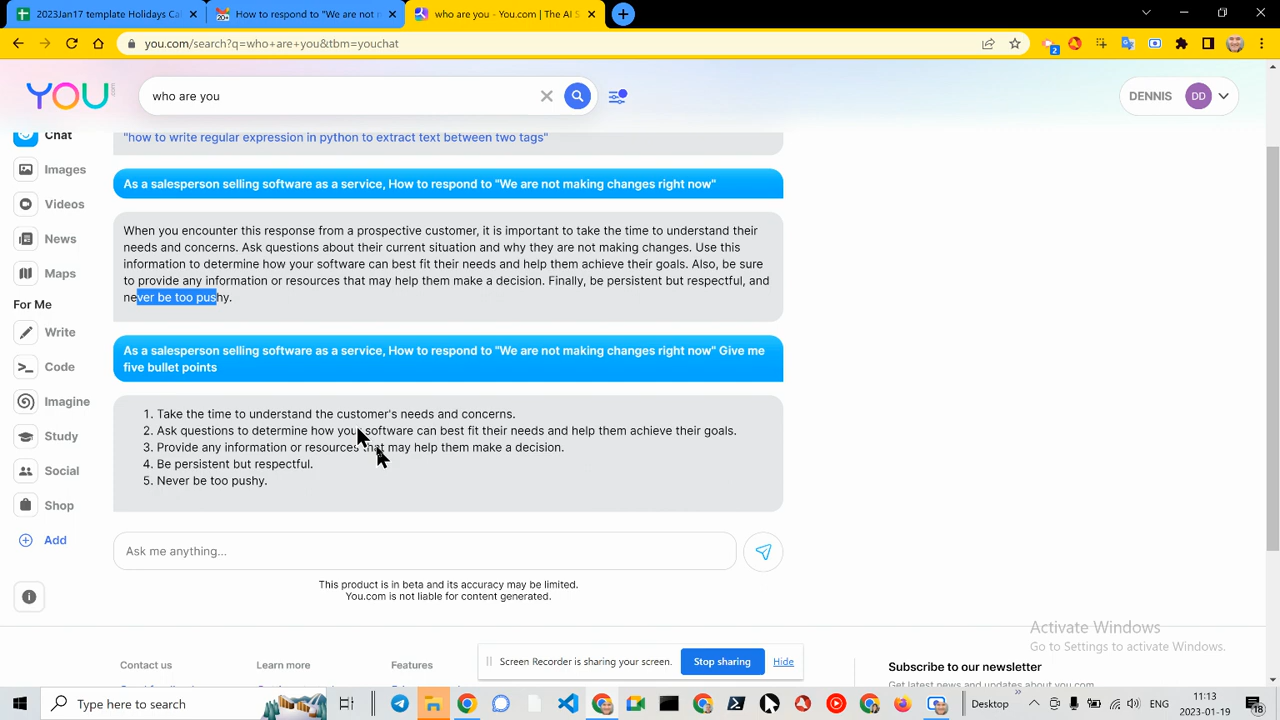 2023Jan17 template Holidays Ca
How to respond to "We are not m
who are you - You.com | The AI S
you.com/search?q=who+are+you&tbm=youchat
2
YOU
.com
who are you
DENNIS
DD
Chat
Images
Videos
News
Maps
For Me
Write
Code
Imagine
Study
Social
Shop
Add
"how to write regular expression in python to extract text between two tags"
As a salesperson selling software as a service, How to respond to "We are not making changes right now"
When you encounter this response from a prospective customer, it is important to take the time to understand their
needs and concerns. Ask questions about their current situation and why they are not making changes. Use this
information to determine how your software can best fit their needs and help them achieve their goals. Also, be sure
to provide any information or resources that may help them make a decision. Finally, be persistent but respectful, and
never be too pushy.
As a salesperson selling software as a service, How to respond to "We are not making changes right now" Give me
five bullet points
1. Take the time to understand the customer's needs and concerns.
2. Ask questions to determine how your software can best fit their needs and help them achieve their goals.
3. Provide any information or resources that may help them make a decision.
4. Be persistent but respectful.
5. Never be too pushy.
Ask me anything...
This product is in beta and its accuracy may be limited.
You.com is not liable for content generated.
Activate Windows
Go to Settings to activate Windows.
Contact us
Learn more
Features
Screen Recorder is sharing your screen.
Stop sharing
Hide
Subscribe to our newsletter
Get latest news and updates about you.com
Type here to search
Desktop
ENG
11:13
2023-01-19
18